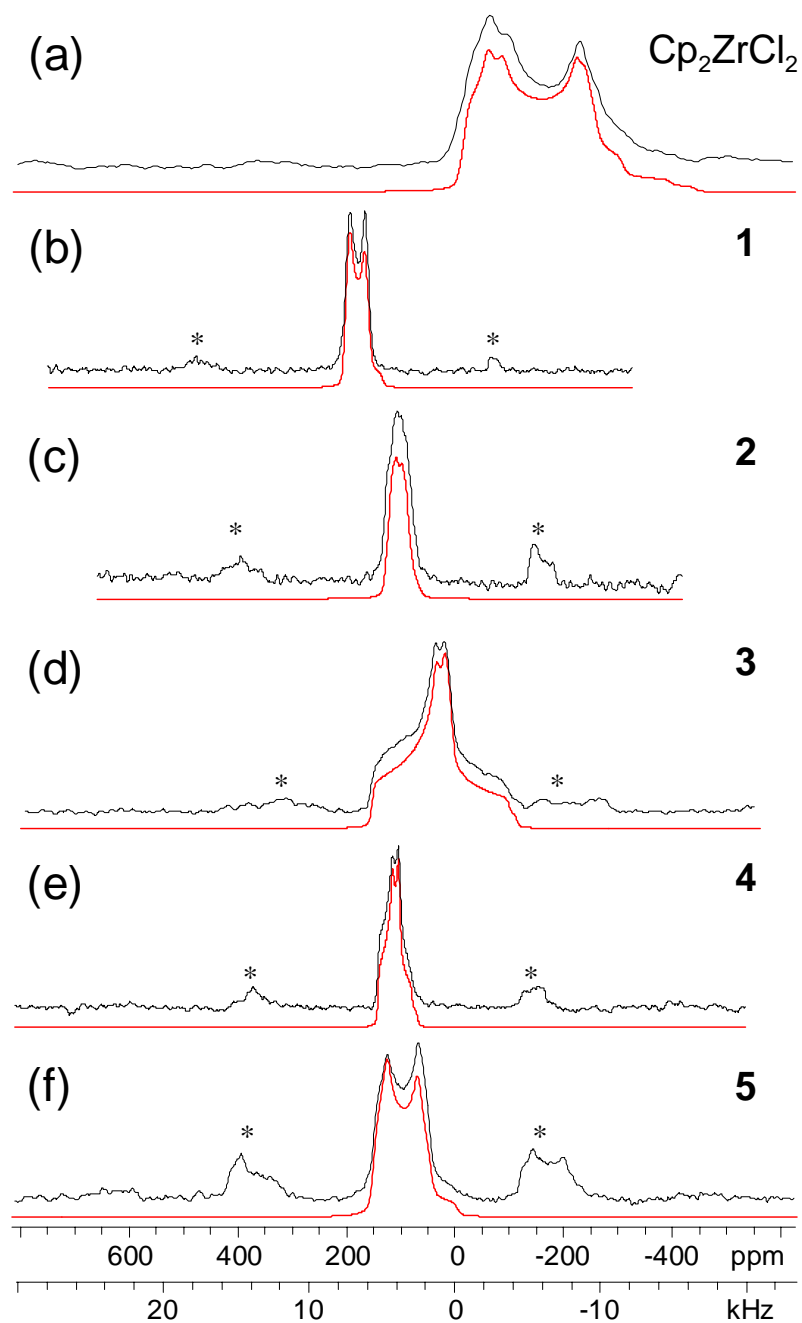 (a) Cp₂ZrCl₂
(b) 1
* *
(c) 2
* *
(d) 3
* *
(e) 4
* *
(f) 5
* *
600 400 200 0 -200 -400 ppm
20 10 0 -10 kHz